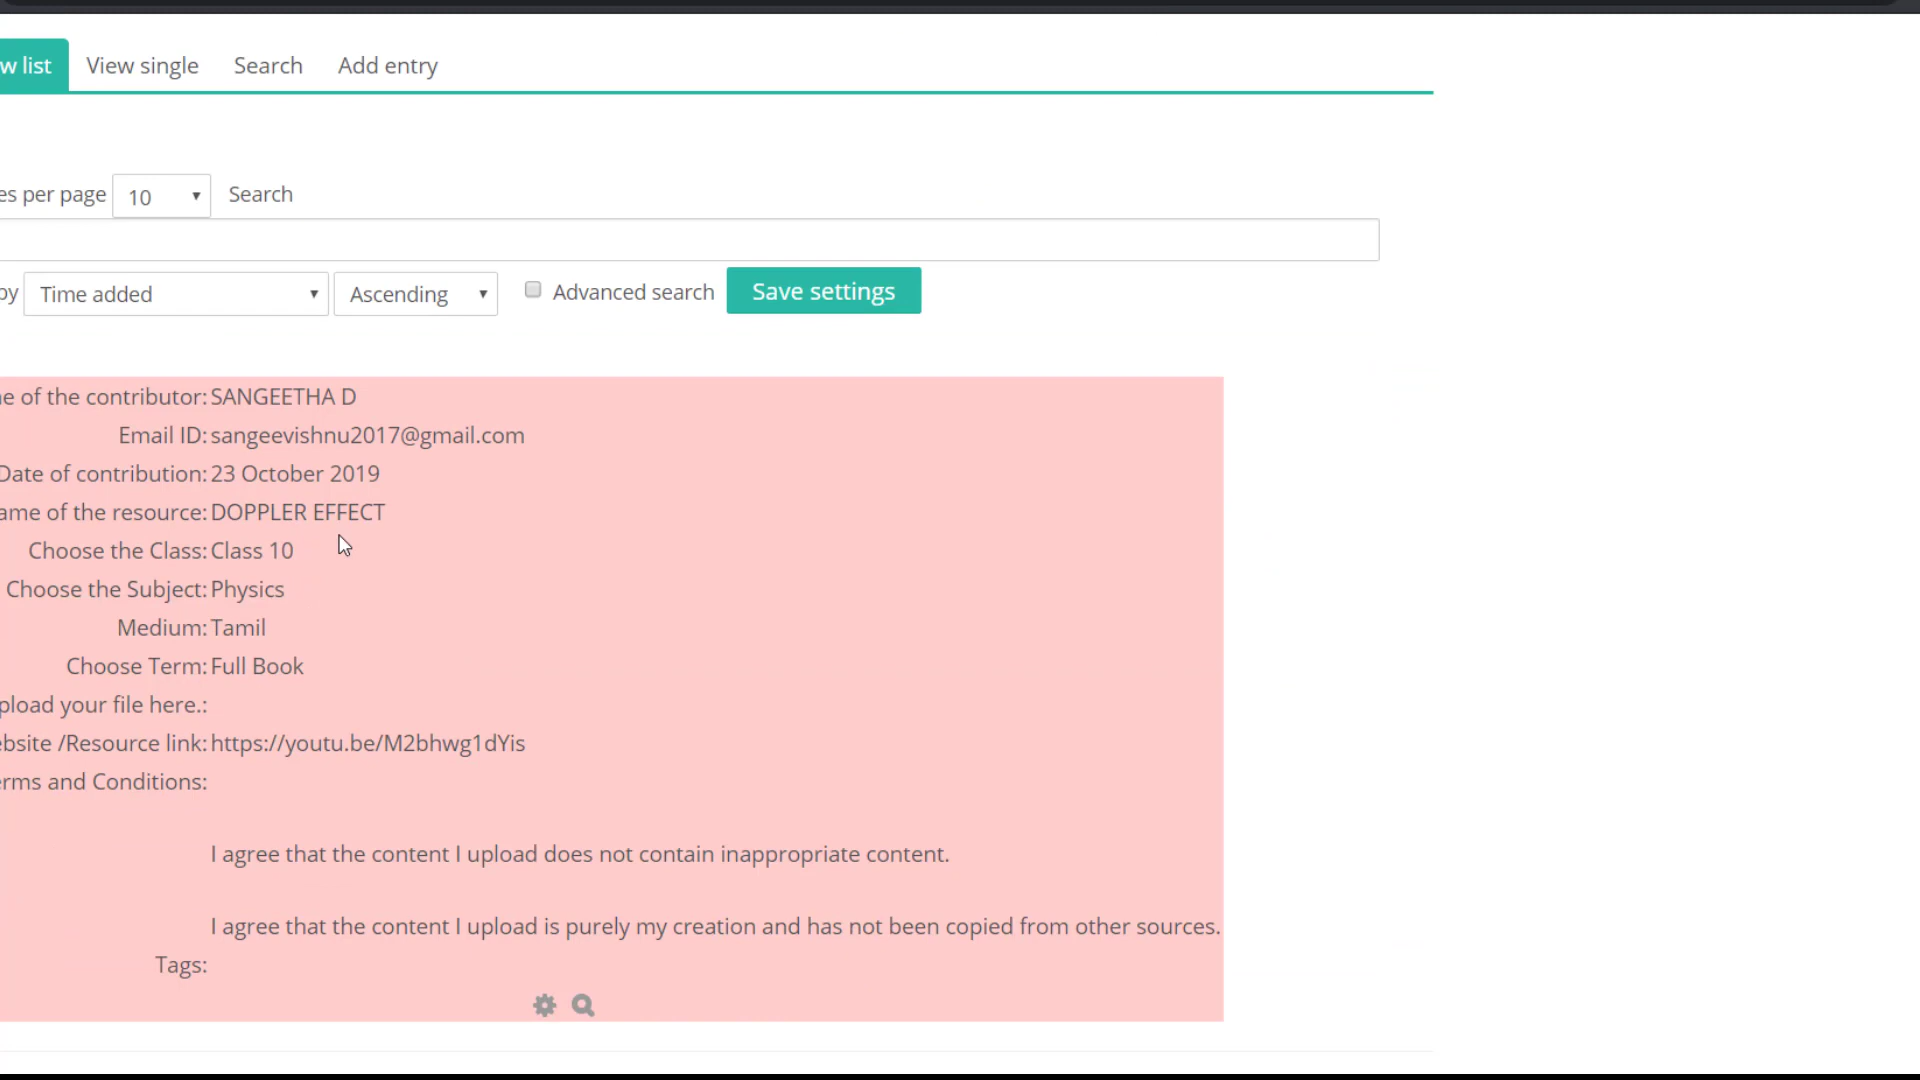 w list View single Search Add entry
es per page 10 Search
by Time added Ascending Advanced search Save settings
e of the contributor: SANGEETHA D
Email ID: sangeevishnu2017@gmail.com
Date of contribution: 23 October 2019
ame of the resource: DOPPLER EFFECT
Choose the Class: Class 10
Choose the Subject: Physics
Medium: Tamil
Choose Term: Full Book
pload your file here.:
ebsite /Resource link: https://youtu.be/M2bhwg1dYis
erms and Conditions:
I agree that the content I upload does not contain inappropriate content.
I agree that the content I upload is purely my creation and has not been copied from other sources.
Tags: